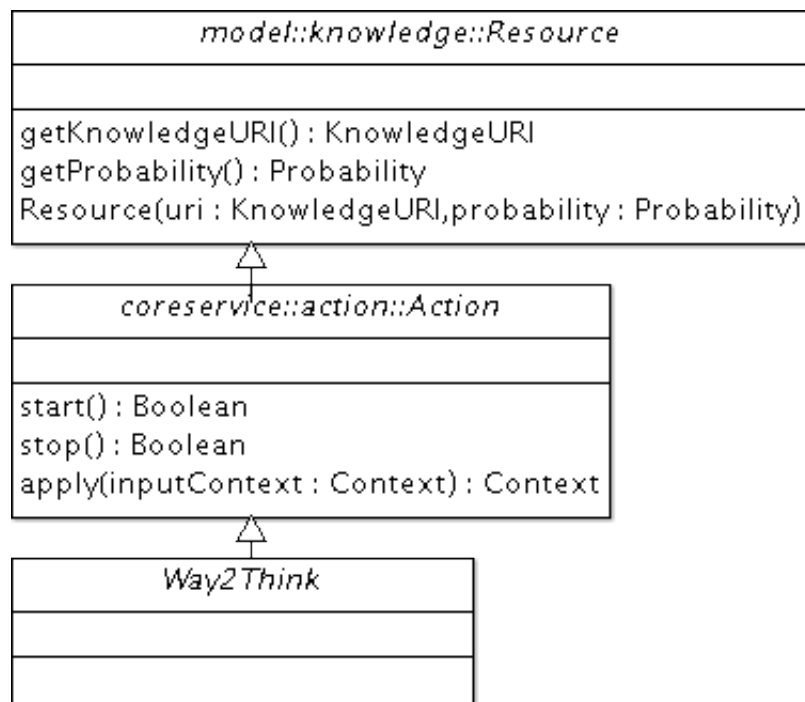 model::knowledge::Resource
getKnowledgeURI() : KnowledgeURI
getProbability() : Probability
Resource(uri : KnowledgeURI,probability : Probability)
coreservice::action::Action
start() : Boolean
stop() : Boolean
apply(inputContext : Context) : Context
Way2Think